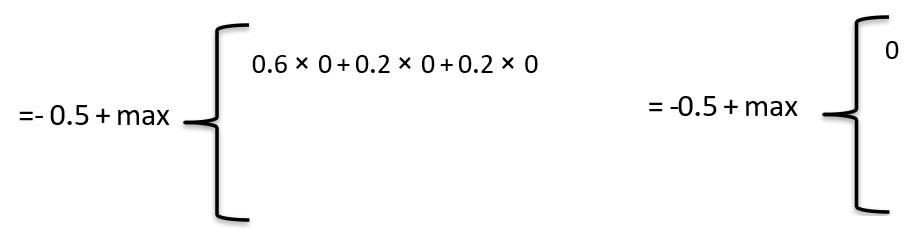 0.6 × 0 + 0.2 × 0 + 0.2 × 0
=- 0.5 + max
0
= -0.5 + max